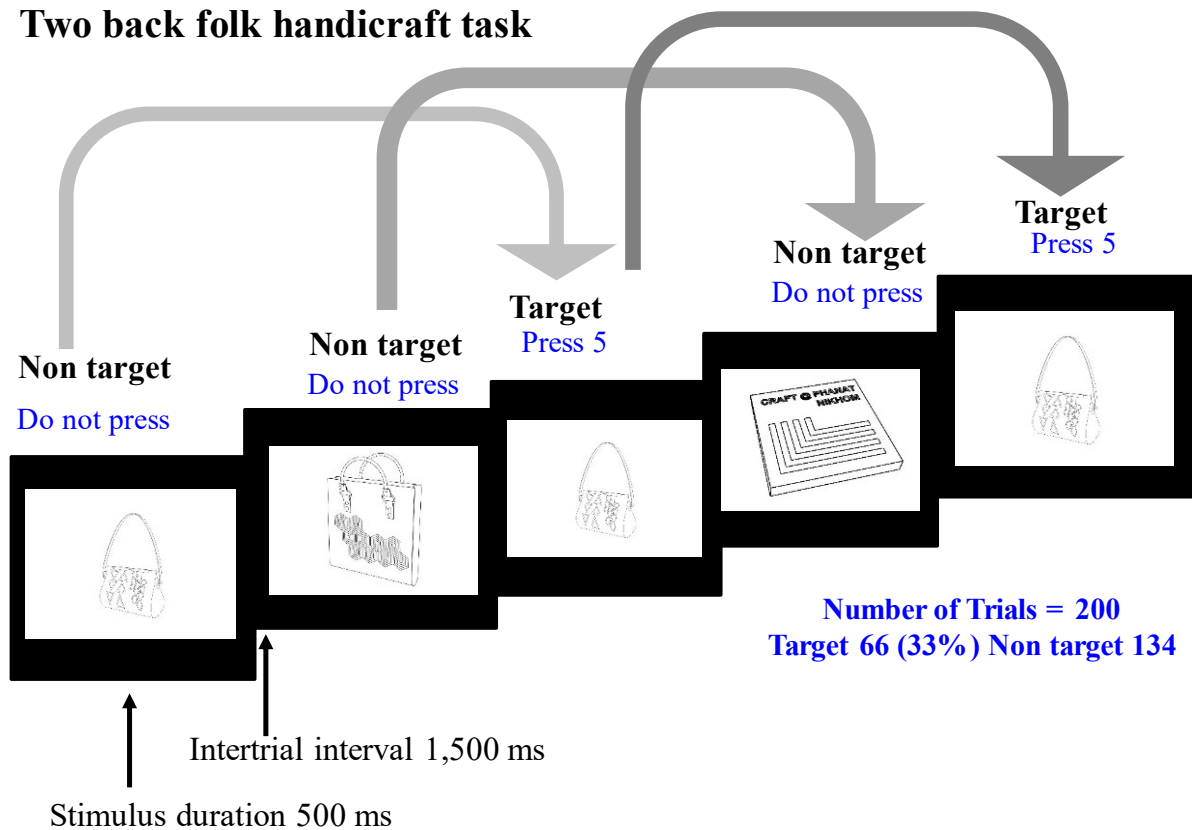 Two back folk handicraft task
Non target
Do not press
Non target
Do not press
Target
Press 5
Non target
Do not press
Target
Press 5
CRAFT PHANAT
NIKHOM
Number of Trials = 200
Target 66 (33%) Non target 134
Intertrial interval 1,500 ms
Stimulus duration 500 ms